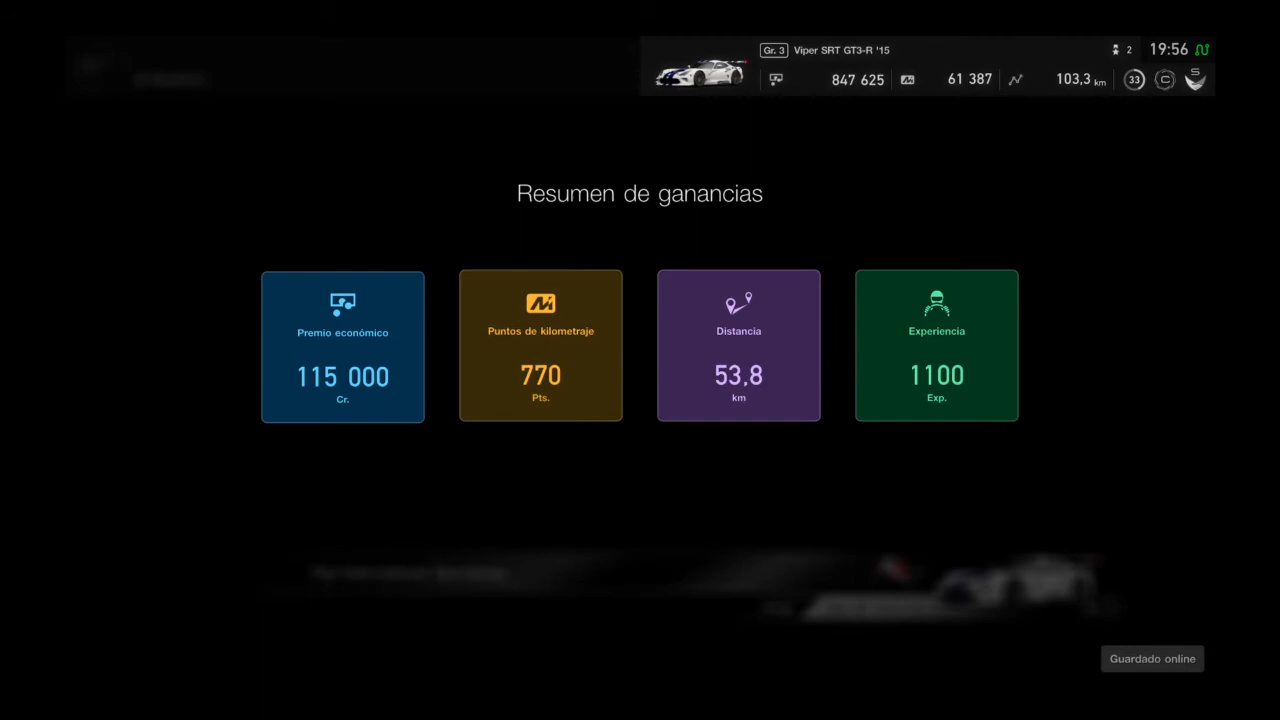 Gr. 3 Viper SRT GT3-R '15
2 19:56
847 625 61 387 103,3 km 33 C S
Resumen de ganancias
Premio económico
115 000
Cr.
Puntos de kilometraje
770
Pts.
Distancia
53,8
km
Experiencia
1100
Exp.
Guardado online